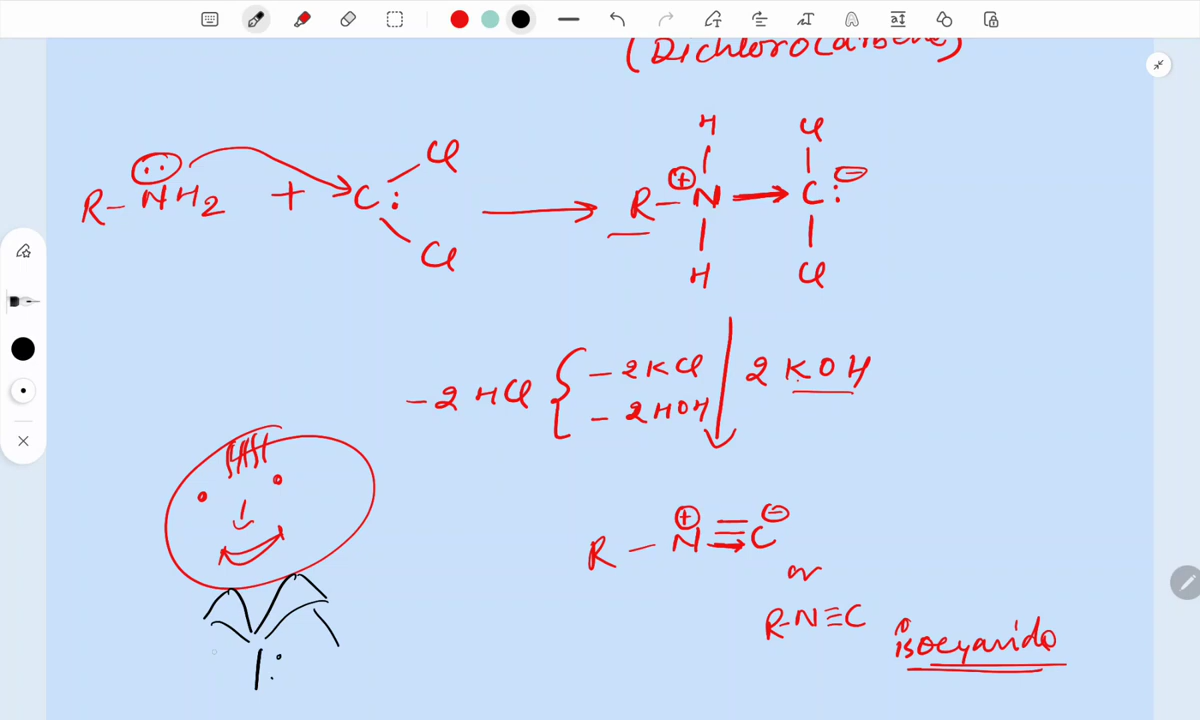 (Dichlorocarbene)
R-NH2 + C: Cl Cl → R-N⊕ H H → C:⊖ Cl Cl
-2HCl { -2KCl
-2HOH
2KOH
R-N⊕≡C⊖
or
R-N≡C
isocyanide